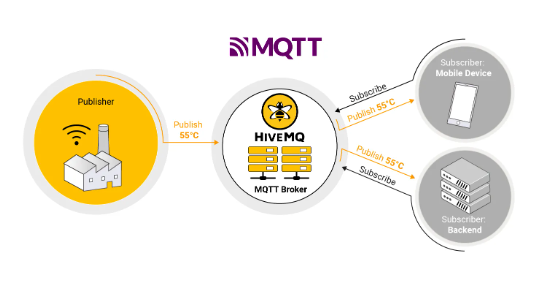 MQTT
Publisher
Publish
55°C
HIVEMQ
MQTT Broker
Subscribe
Publish 55°C
Publish 55°C
Subscribe
Subscriber:
Mobile Device
Subscriber:
Backend